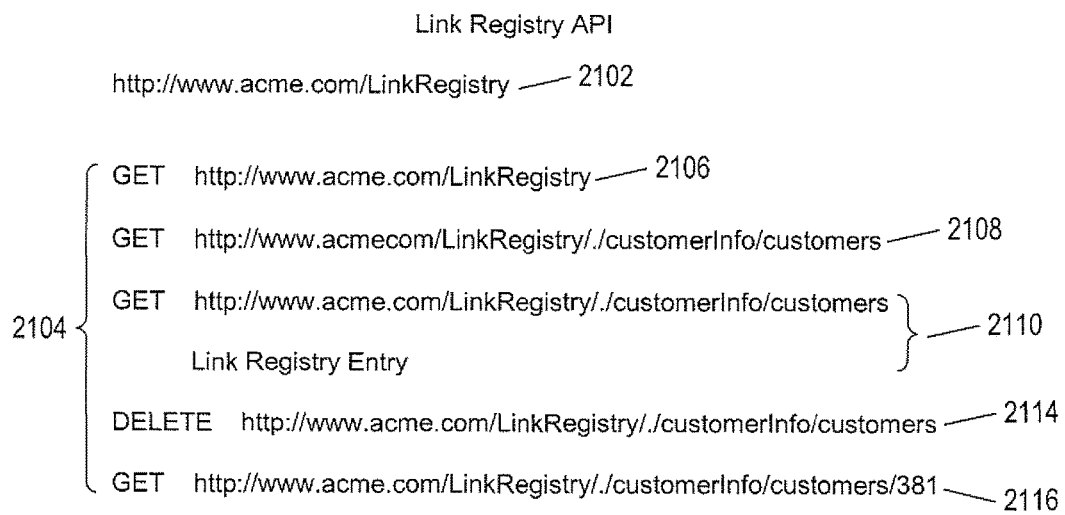 Link Registry API
http://www.acme.com/LinkRegistry 2102
GET http://www.acme.com/LinkRegistry 2106
GET http://www.acmecom/LinkRegistry/./customerInfo/customers 2108
GET http://www.acme.com/LinkRegistry/./customerInfo/customers
2104 2110
Link Registry Entry
DELETE http://www.acme.com/LinkRegistry/./customerInfo/customers 2114
GET http://www.acme.com/LinkRegistry/./customerInfo/customers/381 2116